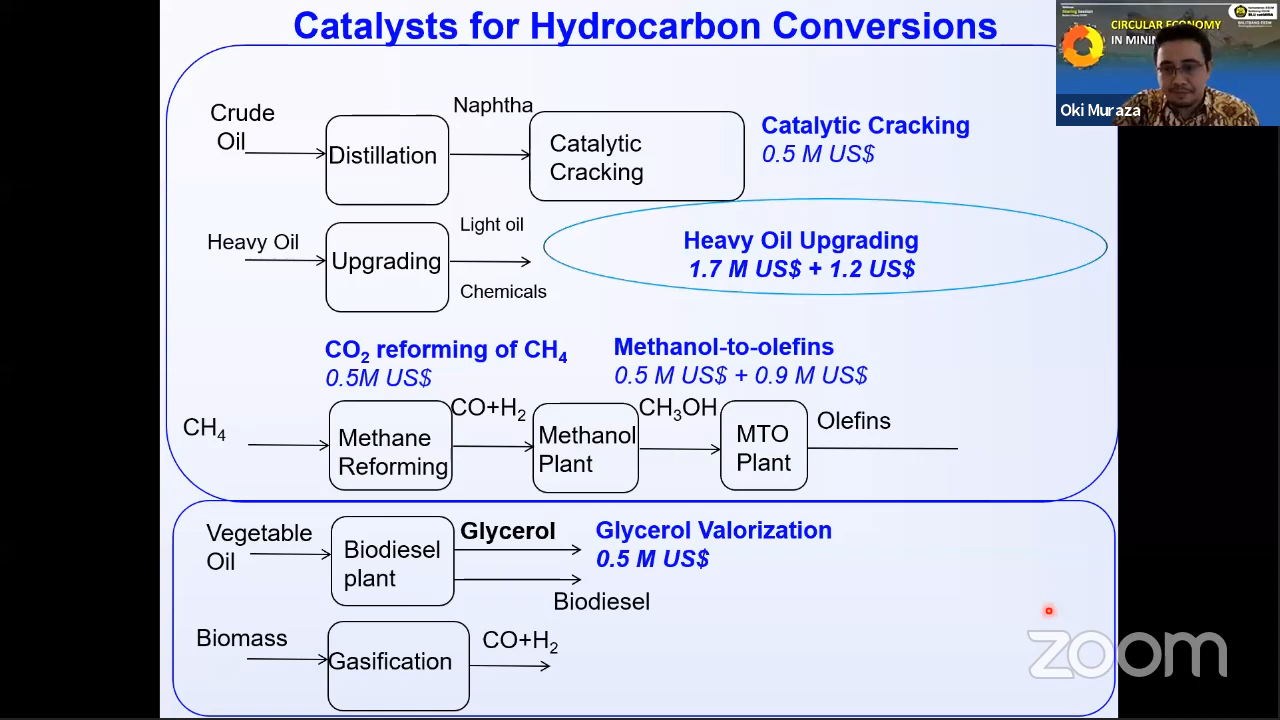 Catalysts for Hydrocarbon Conversions
CIRCULAR ECONOMY
IN MINI
Oki Muraza
Crude
Oil
Distillation
Naphtha
Catalytic
Cracking
Catalytic Cracking
0.5 M US$
Heavy Oil
Upgrading
Light oil
Chemicals
Heavy Oil Upgrading
1.7 M US$ + 1.2 US$
CO₂ reforming of CH₄
0.5M US$
Methanol-to-olefins
0.5 M US$ + 0.9 M US$
CH₄
Methane
Reforming
CO+H₂
Methanol
Plant
CH₃OH
MTO
Plant
Olefins
Vegetable
Oil
Biodiesel
plant
Glycerol
Biodiesel
Glycerol Valorization
0.5 M US$
Biomass
Gasification
CO+H₂
zoom